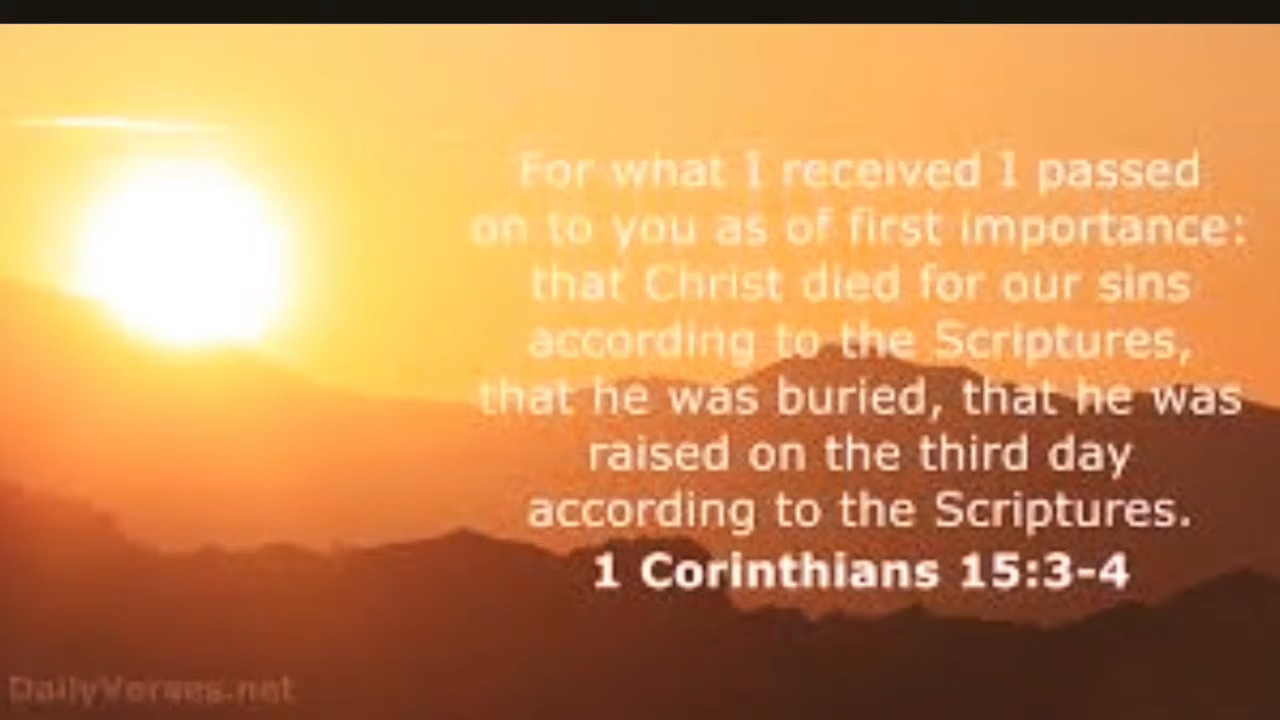 For what I received I passed
on to you as of first importance:
that Christ died for our sins
according to the Scriptures,
that he was buried, that he was
raised on the third day
according to the Scriptures.
1 Corinthians 15:3-4
DailyVerses.net